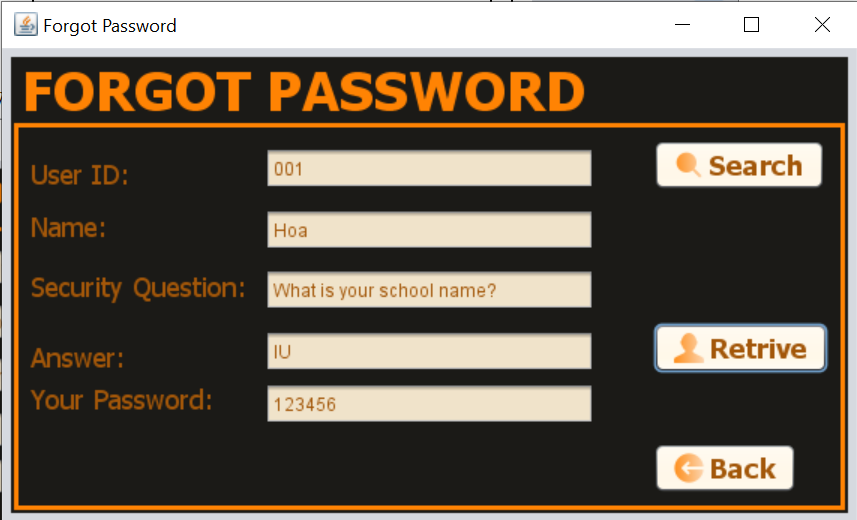 Forgot Password
FORGOT PASSWORD
User ID: 001 Search
Name: Hoa
Security Question: What is your school name?
Answer: IU Retrive
Your Password: 123456
Back